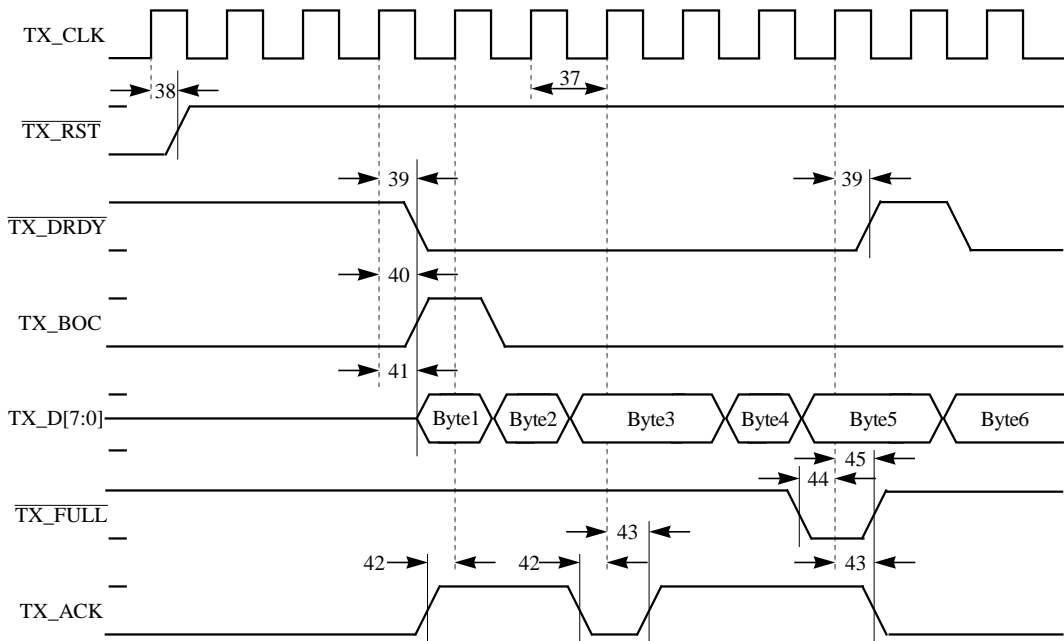 TX_CLK
37
38
TX_RST
39 39
TX_DRDY
40
TX_BOC
41
TX_D[7:0] Byte1 Byte2 Byte3 Byte4 Byte5 Byte6
45
44
TX_FULL
43
42 42 43
TX_ACK